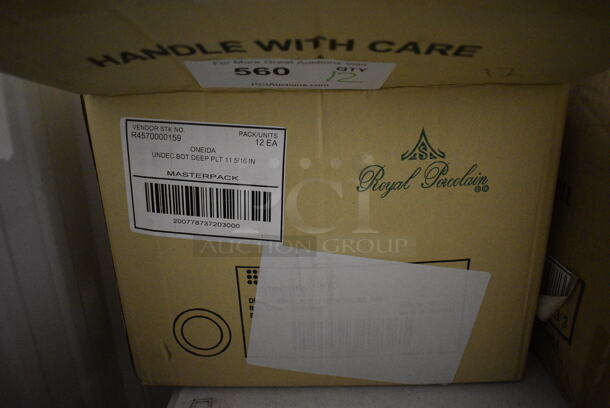 HANDLE WITH CARE
For More Great Auctions Visit
560 QTY 12
PCIAuctions.com
VENDOR STK NO. PACK/UNITS
R4570000159 12 EA
ONEIDA
UNDEC BOT DEEP PLT 11 5/16 IN
MASTERPACK
200778737203000
Royal Porcelain
PCI
AUCTION GROUP